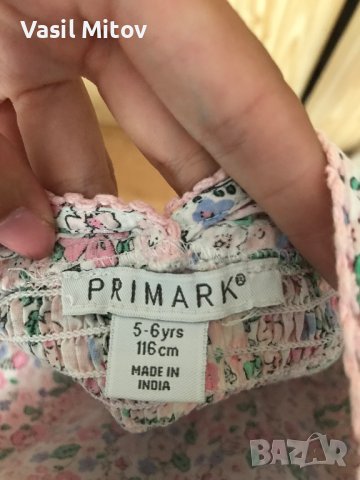 Vasil Mitov
PRIMARK®
5-6yrs
116cm
MADE IN
INDIA
BAZAR